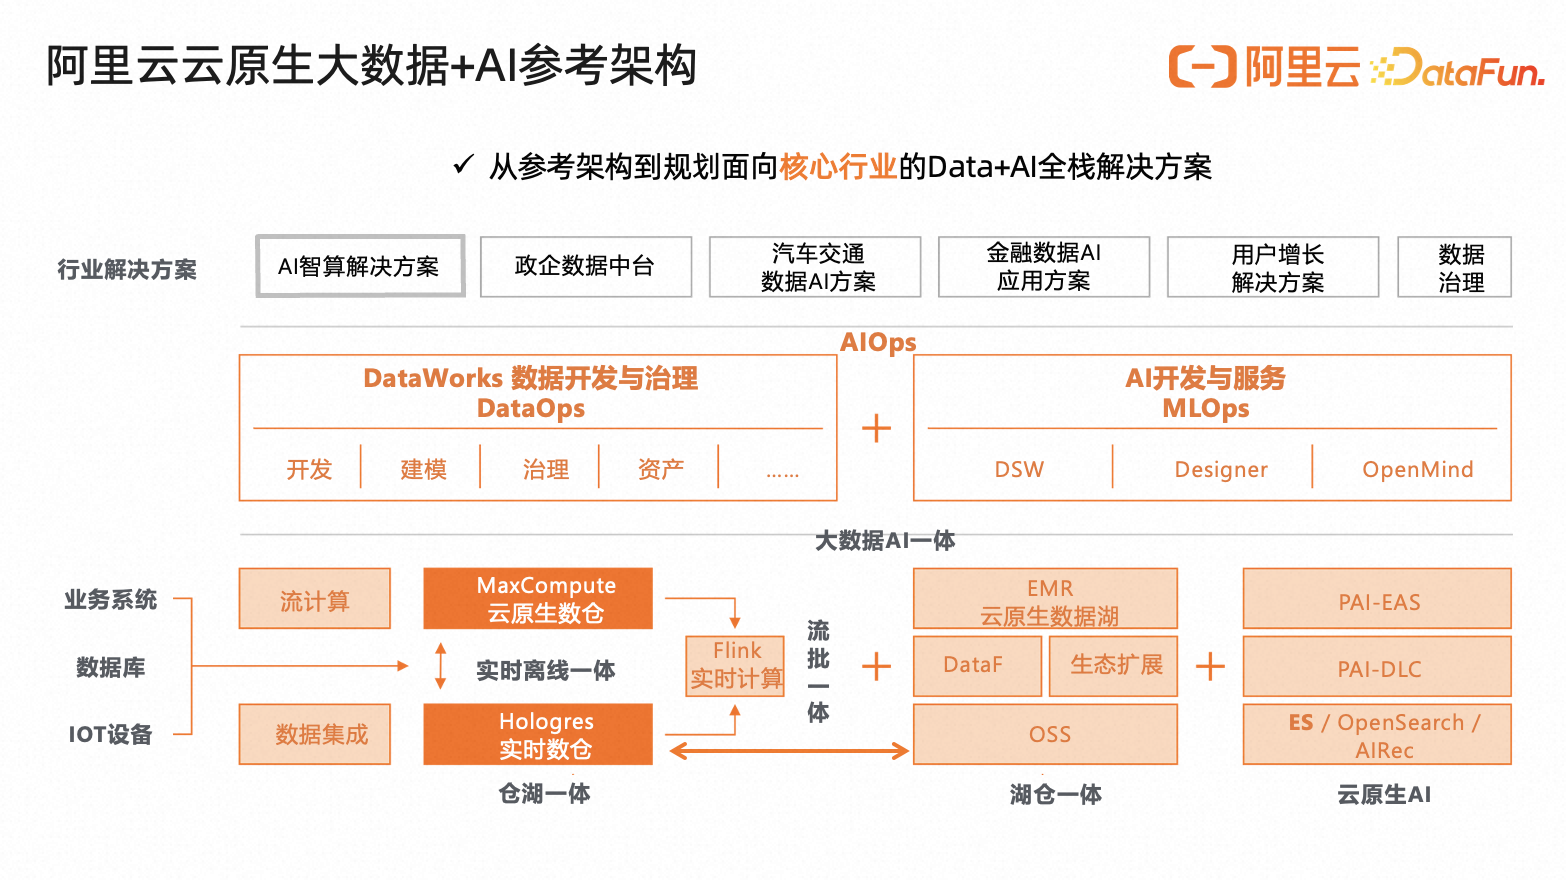 阿里云云原生大数据+AI参考架构
阿里云 DataFun.
✓ 从参考架构到规划面向核心行业的Data+AI全栈解决方案
行业解决方案
AI智算解决方案
政企数据中台
汽车交通
数据AI方案
金融数据AI
应用方案
用户增长
解决方案
数据
治理
AIOps
DataWorks 数据开发与治理
DataOps
开发
建模
治理
资产
......
+
AI开发与服务
MLOps
DSW
Designer
OpenMind
大数据AI一体
业务系统
数据库
IOT设备
流计算
数据集成
MaxCompute
云原生数仓
实时离线一体
Hologres
实时数仓
仓湖一体
Flink
实时计算
流
批
一
体
+
EMR
云原生数据湖
DataF
生态扩展
OSS
湖仓一体
+
PAI-EAS
PAI-DLC
ES / OpenSearch /
AIRec
云原生AI